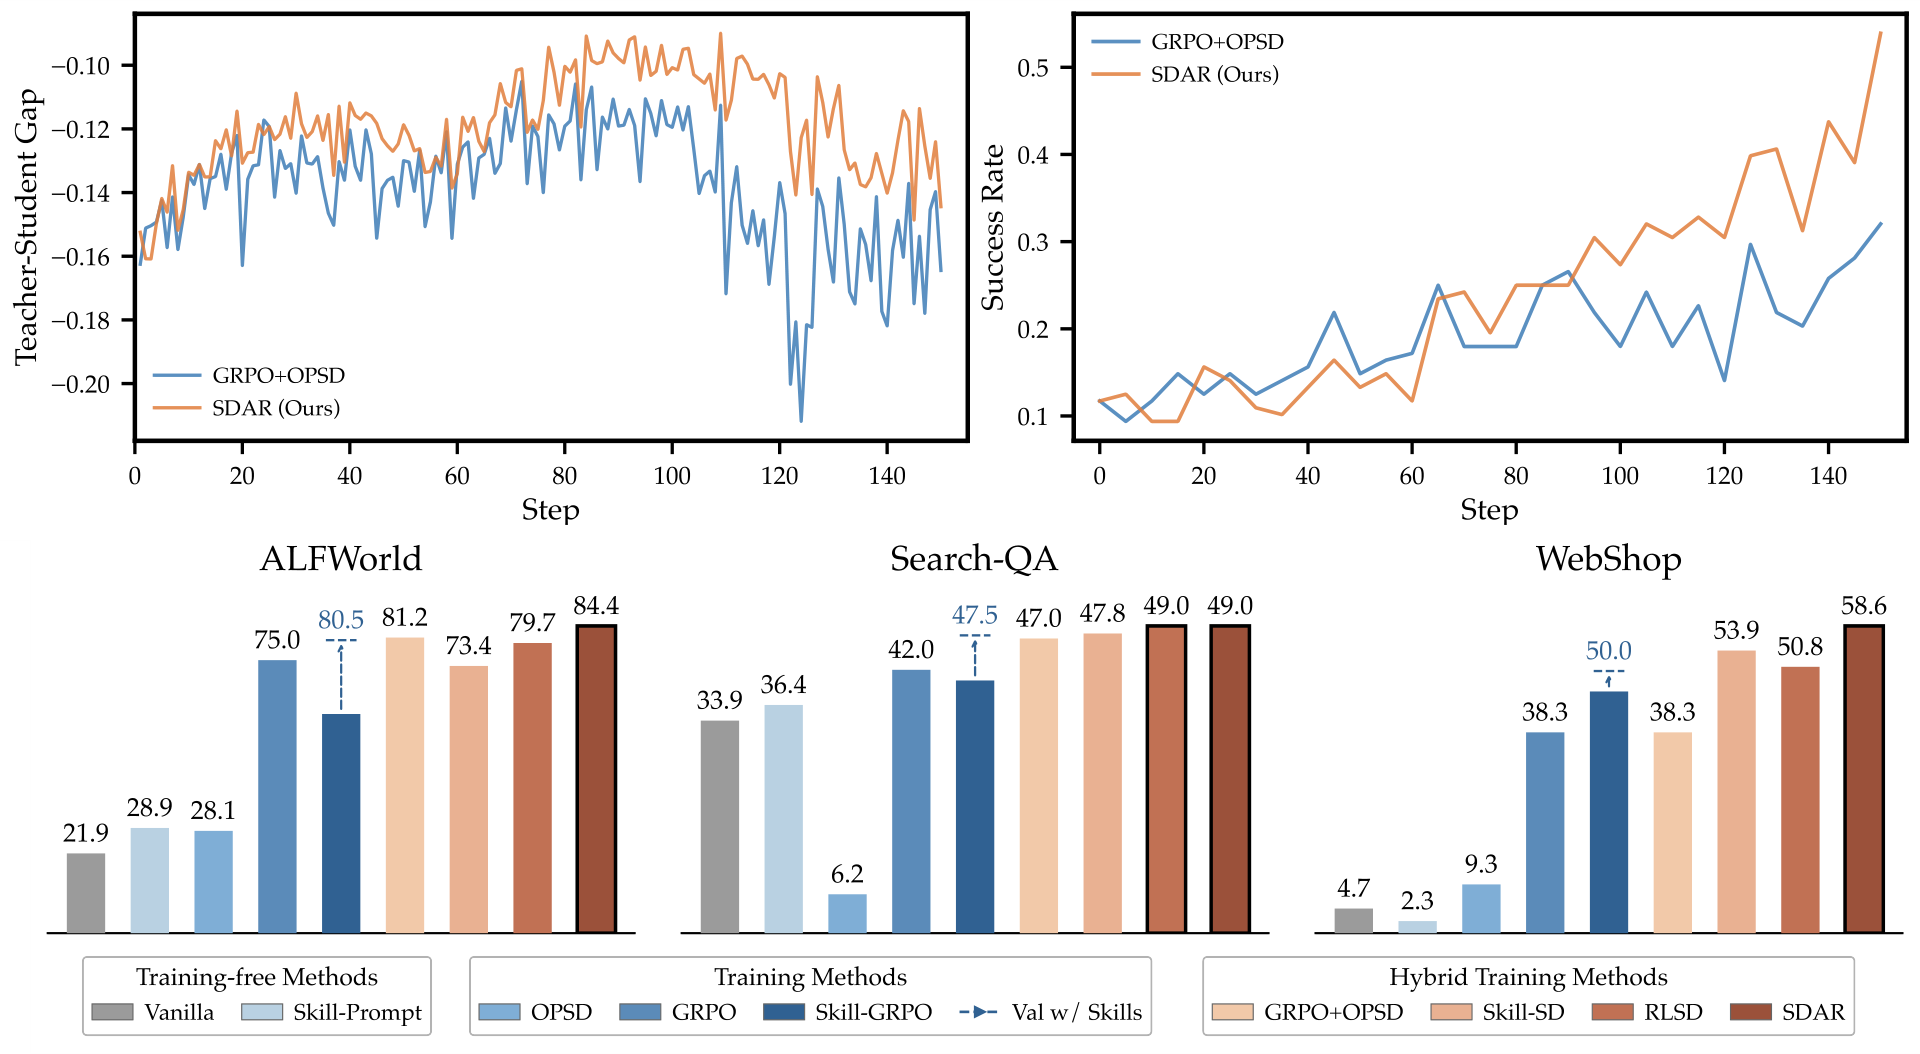 Teacher-Student Gap
−0.10
−0.12
−0.14
−0.16
−0.18
−0.20
GRPO+OPSD
SDAR (Ours)
0 20 40 60 80 100 120 140
Step
Success Rate
0.5
0.4
0.3
0.2
0.1
GRPO+OPSD
SDAR (Ours)
0 20 40 60 80 100 120 140
Step
ALFWorld
21.9 28.9 28.1 75.0 80.5 81.2 73.4 79.7 84.4
Search-QA
33.9 36.4 6.2 42.0 47.5 47.0 47.8 49.0 49.0
WebShop
4.7 2.3 9.3 38.3 50.0 38.3 53.9 50.8 58.6
Training-free Methods
Vanilla Skill-Prompt
Training Methods
OPSD GRPO Skill-GRPO Val w/ Skills
Hybrid Training Methods
GRPO+OPSD Skill-SD RLSD SDAR